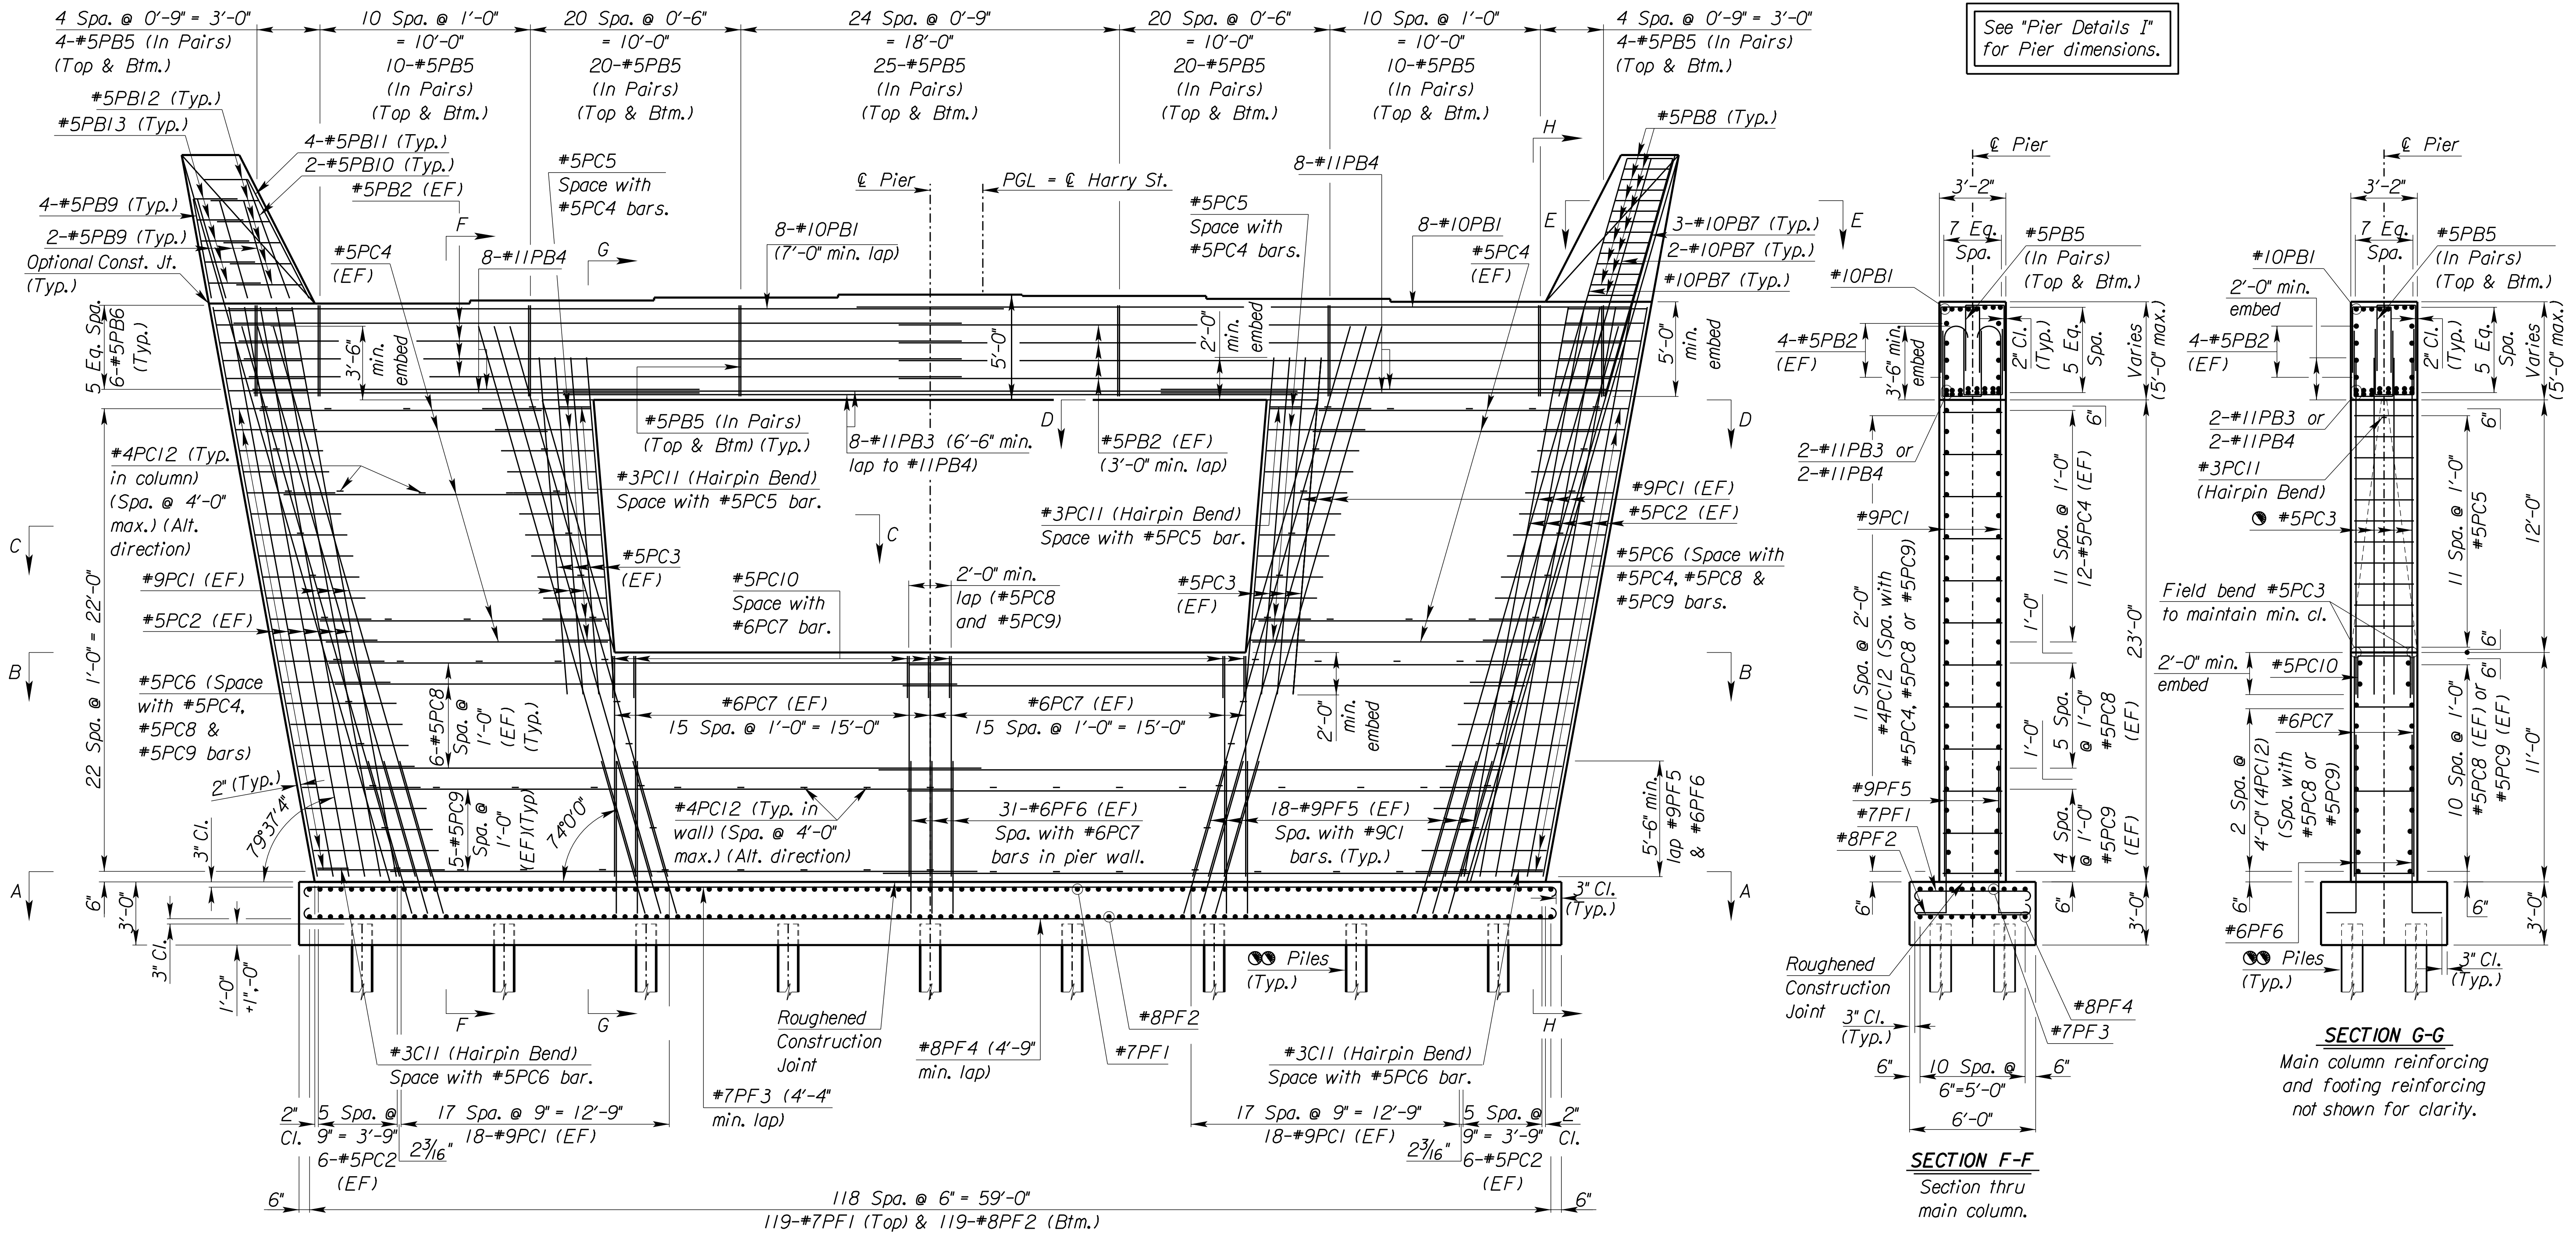 4 Spa. @ 0'-9" = 3'-0"
4-#5PB5 (In Pairs)
(Top & Btm.)
10 Spa. @ 1'-0"
= 10'-0"
10-#5PB5
(In Pairs)
(Top & Btm.)
20 Spa. @ 0'-6"
= 10'-0"
20-#5PB5
(In Pairs)
(Top & Btm.)
24 Spa. @ 0'-9"
= 18'-0"
25-#5PB5
(In Pairs)
(Top & Btm.)
20 Spa. @ 0'-6"
= 10'-0"
20-#5PB5
(In Pairs)
(Top & Btm.)
10 Spa. @ 1'-0"
= 10'-0"
10-#5PB5
(In Pairs)
(Top & Btm.)
4 Spa. @ 0'-9" = 3'-0"
4-#5PB5 (In Pairs)
(Top & Btm.)
See "Pier Details I"
for Pier dimensions.
#5PB12 (Typ.)
#5PB13 (Typ.)
4-#5PB11 (Typ.)
2-#5PB10 (Typ.)
#5PB2 (EF)
4-#5PB9 (Typ.)
2-#5PB9 (Typ.)
Optional Const. Jt.
(Typ.)
#5PC4
(EF)
F
8-#11PB4
G
#5PC5
Space with
#5PC4 bars.
8-#10PB1
(7'-0" min. lap)
℄ Pier
PGL = ℄ Harry St.
#5PC5
Space with
#5PC4 bars.
8-#11PB4
H
#5PB8 (Typ.)
8-#10PB1
#5PC4
(EF)
E
E
3-#10PB7 (Typ.)
2-#10PB7 (Typ.)
#10PB7 (Typ.)
5 Eq. Spa.
6-#5PB6
(Typ.)
3'-6"
min.
embed
5'-0"
2'-0"
min.
embed
5'-0"
min
embed
#5PB5 (In Pairs)
(Top & Btm) (Typ.)
8-#11PB3 (6'-6" min.
lap to #11PB4)
D
D
#5PB2 (EF)
(3'-0" min. lap)
#4PC12 (Typ.
in column)
(Spa. @ 4'-0"
max.) (Alt.
direction)
#3PC11 (Hairpin Bend)
Space with #5PC5 bar.
#3PC11 (Hairpin Bend)
Space with #5PC5 bar.
#9PC1 (EF)
#5PC2 (EF)
C
C
#9PC1 (EF)
#5PC2 (EF)
#5PC3
(EF)
#5PC10
Space with
#6PC7 bar.
2'-0" min.
lap (#5PC8
and #5PC9)
#5PC3
(EF)
#5PC6 (Space with
#5PC4, #5PC8 &
#5PC9 bars.
B
B
22 Spa. @ 1'-0" = 22'-0"
#5PC6 (Space
with #5PC4,
#5PC8 &
#5PC9 bars)
6-#5PC8
Spa. @
1'-0"
(EF)
(Typ.)
#6PC7 (EF)
15 Spa. @ 1'-0" = 15'-0"
#6PC7 (EF)
15 Spa. @ 1'-0" = 15'-0"
2'-0"
min.
embed
2" (Typ.)
79°37'14"
3" Cl.
5-#5PC9
Spa. @
1'-0"
(EF)(Typ)
74°0'0"
#4PC12 (Typ. in
wall) (Spa. @ 4'-0"
max.) (Alt. direction)
31-#6PF6 (EF)
Spa. with #6PC7
bars in pier wall.
18-#9PF5 (EF)
Spa. with #9C1
bars. (Typ.)
5'-6" min.
lap #9PF5
& #6PF6
A
A
6"
3'-0"
3" Cl.
1'-0"
+1",-0"
3" Cl.
(Typ.)
Piles
(Typ.)
F
G
H
#3C11 (Hairpin Bend)
Space with #5PC6 bar.
#7PF3 (4'-4"
min. lap)
Roughened
Construction
Joint
#8PF4 (4'-9"
min. lap)
#8PF2
#7PF1
#3C11 (Hairpin Bend)
Space with #5PC6 bar.
2"
Cl.
5 Spa. @
9" = 3'-9"
6-#5PC2
(EF)
2 3/16"
17 Spa. @ 9" = 12'-9"
18-#9PC1 (EF)
17 Spa. @ 9" = 12'-9"
18-#9PC1 (EF)
2 3/16"
5 Spa. @
9" = 3'-9"
6-#5PC2
(EF)
2"
Cl.
6"
118 Spa. @ 6" = 59'-0"
119-#7PF1 (Top) & 119-#8PF2 (Btm.)
6"
℄ Pier
3'-2"
7 Eq.
Spa.
#5PB5
(In Pairs)
(Top & Btm.)
#10PB1
4-#5PB2
(EF)
3'-6" min.
embed
2" Cl.
(Typ.)
5 Eq.
Spa.
Varies
(5'-0" max.)
2-#11PB3 or
2-#11PB4
#9PC1
11 Spa. @ 2'-0"
#4PC12 (Spa. with
#5PC4, #5PC8 or #5PC9)
6"
11 Spa. @ 1'-0"
12-#5PC4 (EF)
1'-0"
23'-0"
5 Spa.
@ 1'-0"
#5PC8
(EF)
1'-0"
4 Spa.
@ 1'-0"
#5PC9
(EF)
#9PF5
#7PF1
#8PF2
6"
6"
3'-0"
Roughened
Construction
Joint
3" Cl.
(Typ.)
#8PF4
#7PF3
6"
10 Spa. @
6"=5'-0"
6"
6'-0"
SECTION F-F
Section thru
main column.
℄ Pier
3'-2"
7 Eq.
Spa.
#5PB5
(In Pairs)
(Top & Btm.)
#10PB1
2'-0" min.
embed
4-#5PB2
(EF)
2" Cl.
(Typ.)
5 Eq.
Spa.
Varies
(5'-0" max.)
2-#11PB3 or
2-#11PB4
#3PC11
(Hairpin Bend)
#5PC3
6"
11 Spa. @ 1'-0"
#5PC5
12'-0"
Field bend #5PC3
to maintain min. cl.
6"
6"
2'-0" min.
embed
#5PC10
#6PC7
2 Spa. @
4'-0" (4PC12)
(Spa. with
#5PC8 or
#5PC9)
10 Spa. @ 1'-0"
#5PC8 (EF) or
#5PC9 (EF)
11'-0"
6"
#6PF6
6"
3'-0"
Piles
(Typ.)
3" Cl.
(Typ.)
SECTION G-G
Main column reinforcing
and footing reinforcing
not shown for clarity.